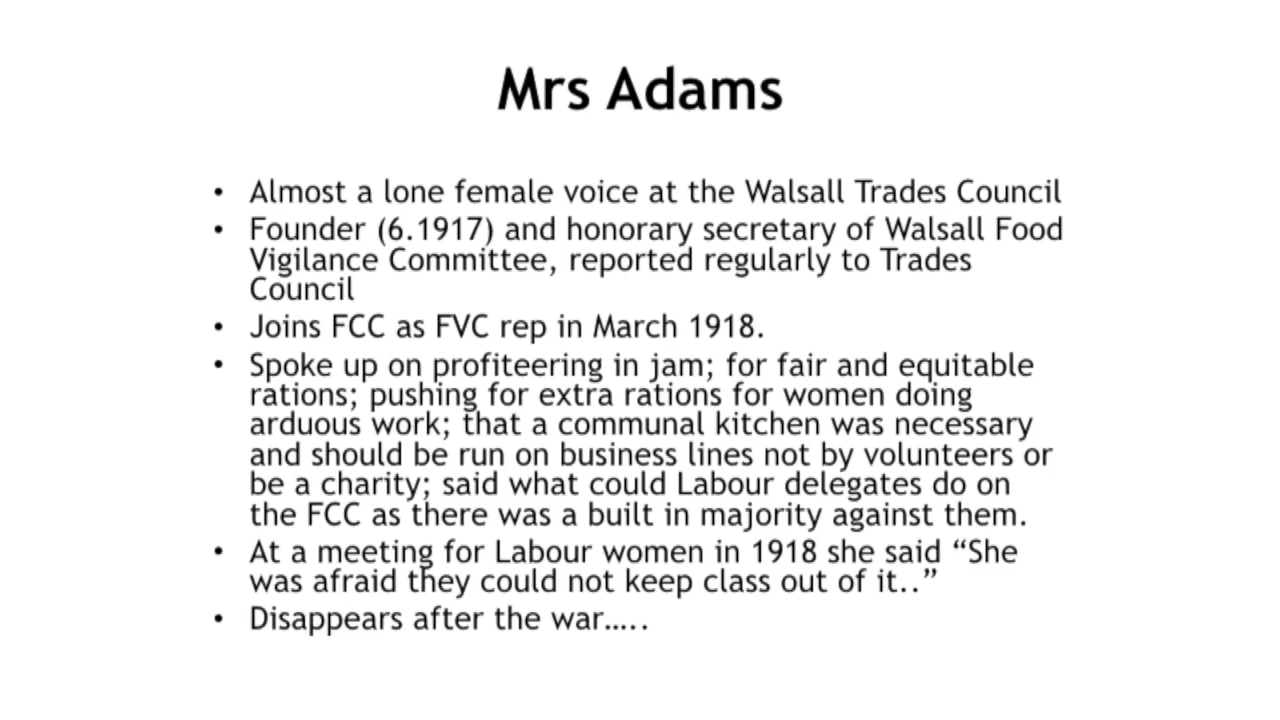 Mrs Adams
• Almost a lone female voice at the Walsall Trades Council
• Founder (6.1917) and honorary secretary of Walsall Food
Vigilance Committee, reported regularly to Trades
Council
• Joins FCC as FVC rep in March 1918.
• Spoke up on profiteering in jam; for fair and equitable
rations; pushing for extra rations for women doing
arduous work; that a communal kitchen was necessary
and should be run on business lines not by volunteers or
be a charity; said what could Labour delegates do on
the FCC as there was a built in majority against them.
• At a meeting for Labour women in 1918 she said “She
was afraid they could not keep class out of it..”
• Disappears after the war…..